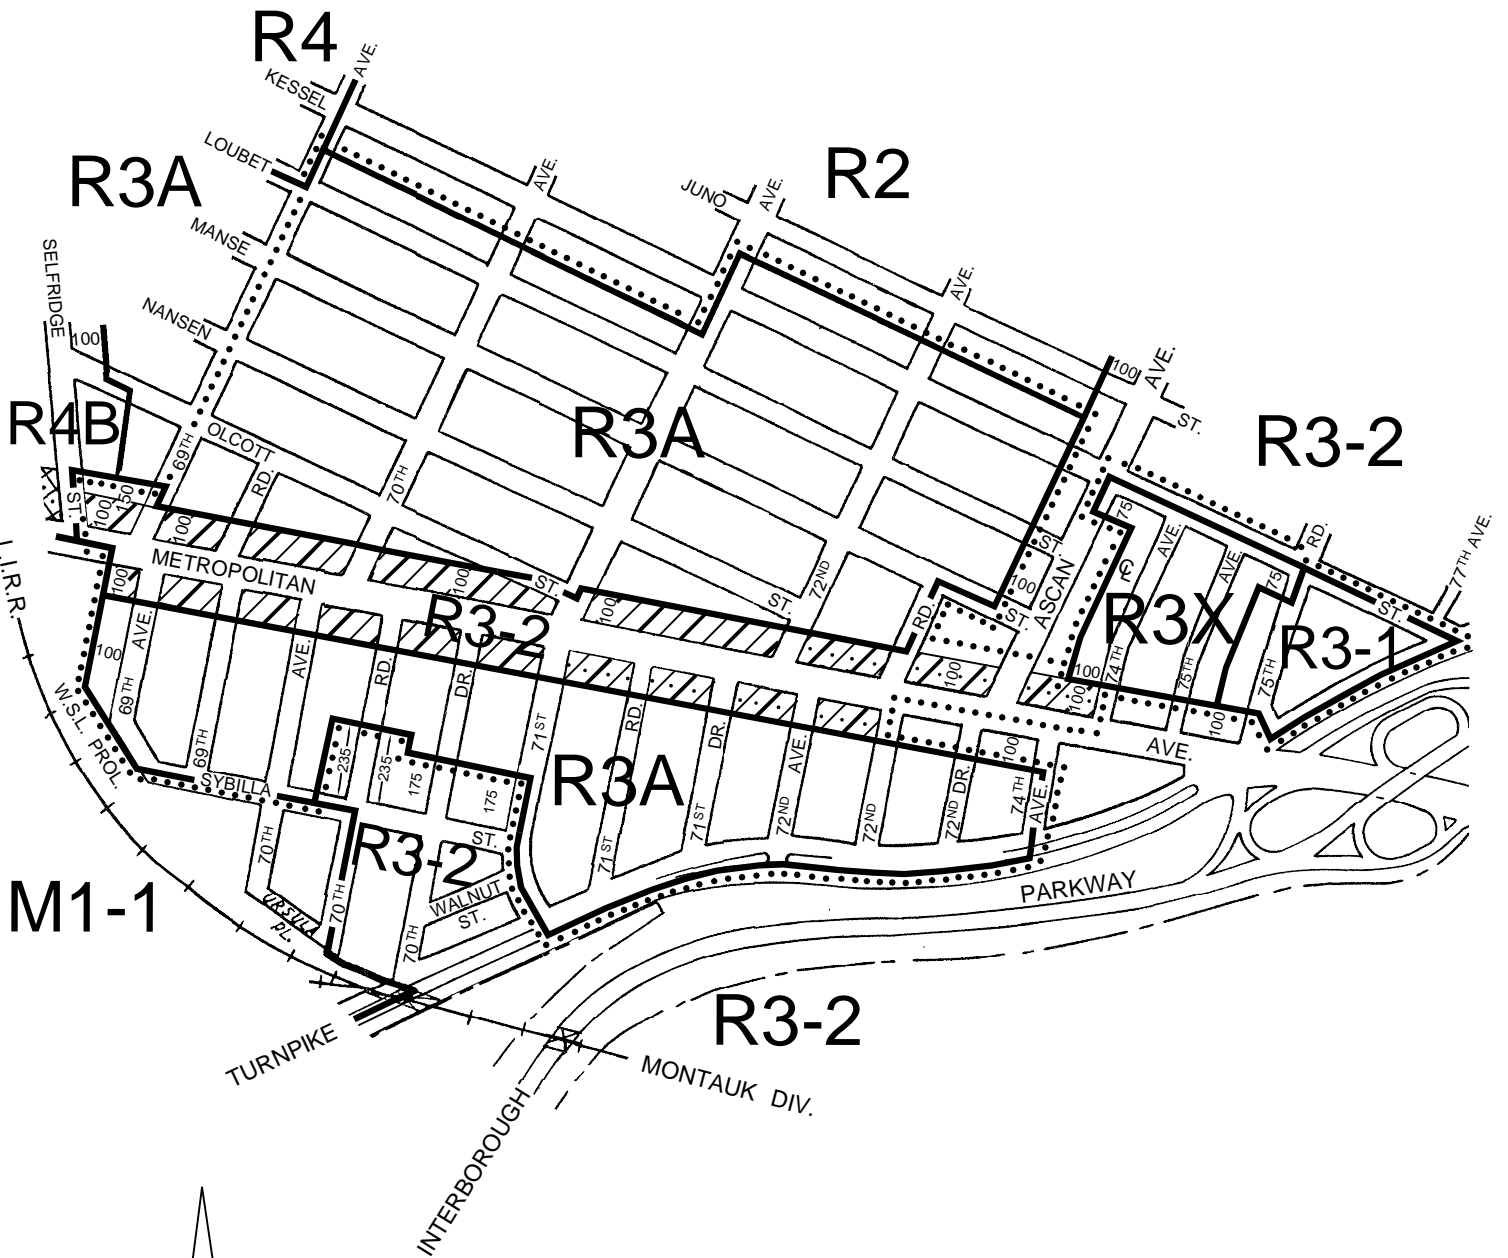 R4
AVE.
KESSEL
LOUBET
R3A
MANSE
NANSEN
SELFRIDGE
100
R4B
ST.
100
150
69TH
OLCOTT
RD.
100
AVE.
JUNO
AVE.
R2
AVE.
100
AVE.
ST.
R3-2
RD.
77TH AVE.
R3A
70TH
L.I.R.R.
METROPOLITAN
100
100
ST.
R3-2
100
ST.
72ND
RD.
100
ST.
ST.
ASCAN
75
AVE.
AVE.
75
℄
R3X
R3-1
ST.
100
100
74TH
75TH
75TH
100
100
AVE.
100
AVE.
69TH
AVE.
RD.
DR.
71ST
RD.
DR.
AVE.
DR.
100
AVE.
W.S.L. PROL.
69TH
SYBILLA
235
235
175
175
R3A
71ST
71ST
72ND
72ND
72ND
74TH
70TH
ST.
R3-2
70TH
WALNUT
ST.
70TH
URSULA
PL.
M1-1
PARKWAY
R3-2
TURNPIKE
MONTAUK DIV.
INTERBOROUGH